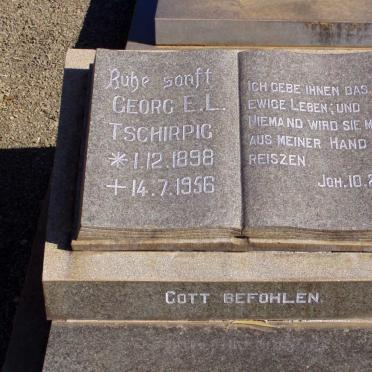 Ruhe sanft
GEORG E.L.
TSCHIRPIG
* 1.12.1898
+ 14.7.1956
ICH GEBE IHNEN DAS
EWIGE LEBEN; UND
NIEMAND WIRD SIE M
AUS MEINER HAND
REISZEN
JOH. 10.2
GOTT BEFOHLEN.